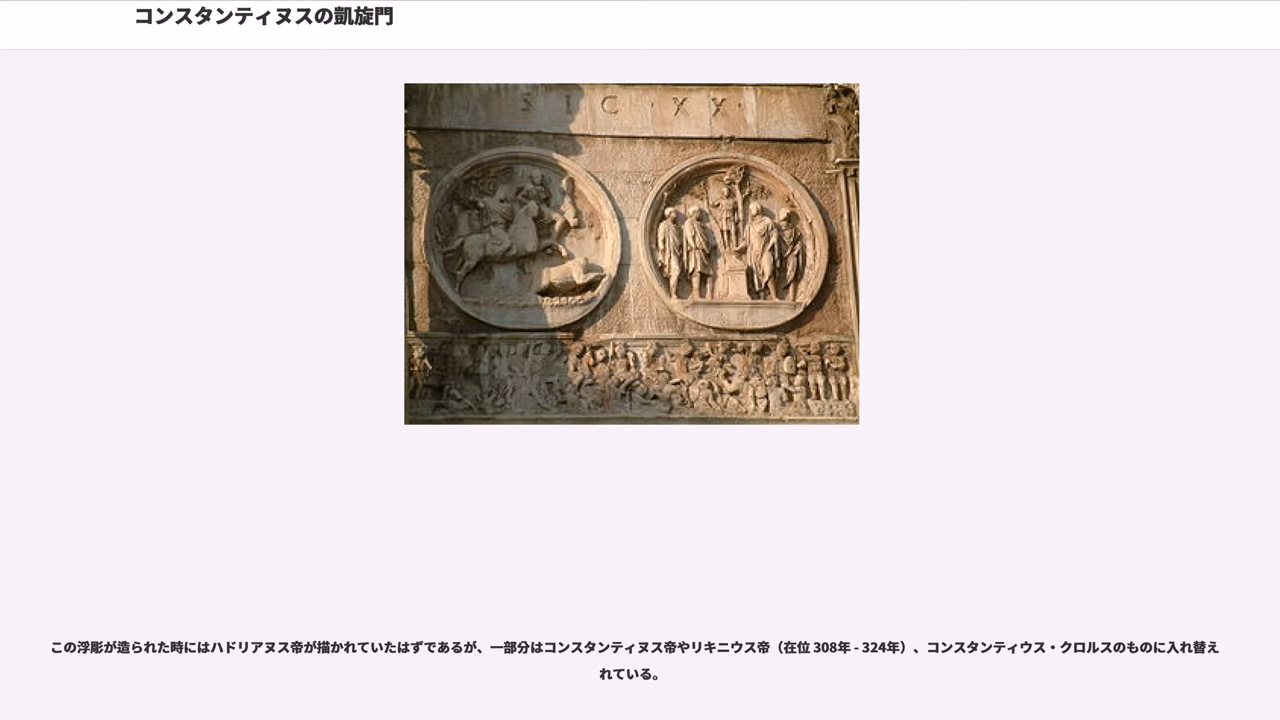 コンスタンティヌスの凱旋門
SIC·XX·
この浮彫が造られた時にはハドリアヌス帝が描かれていたはずであるが、一部分はコンスタンティヌス帝やリキニウス帝（在位 308年 - 324年）、コンスタンティウス・クロルスのものに入れ替え
れている。